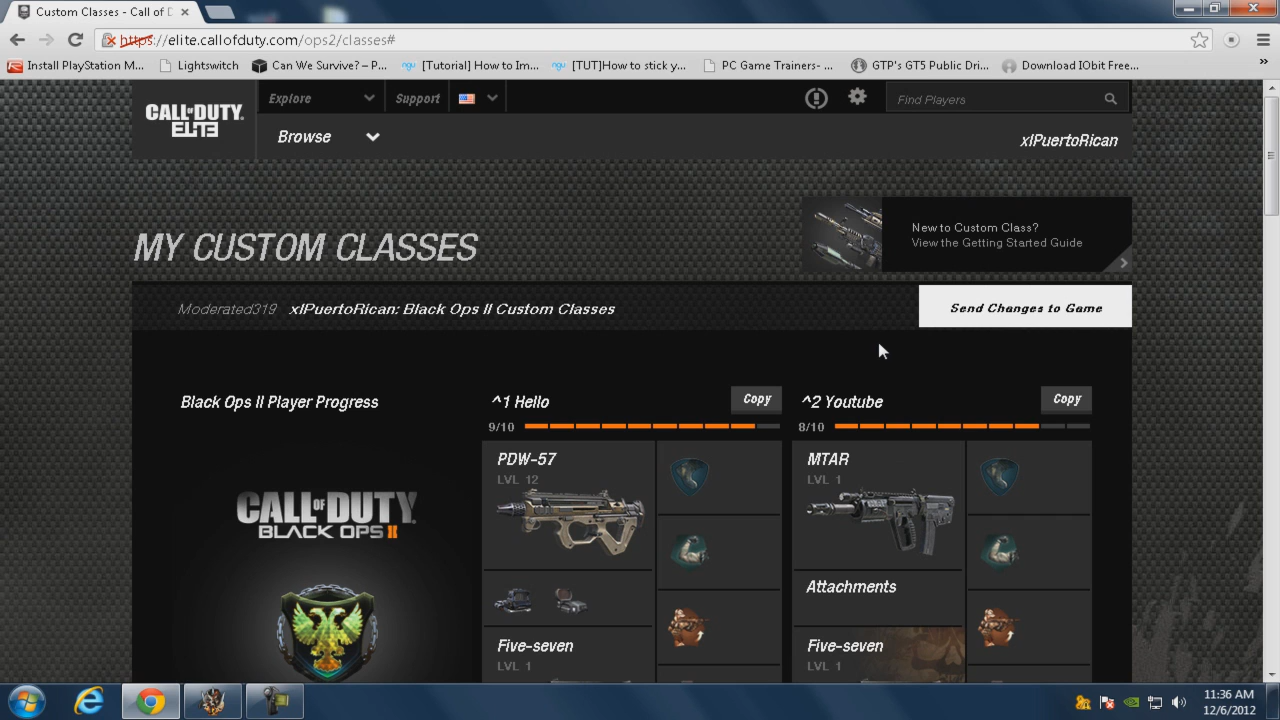 Custom Classes - Call of D
https://elite.callofduty.com/ops2/classes#
Install PlayStation M... Lightswitch Can We Survive? – P... [Tutorial] How to Im... [TUT]How to stick y... PC Game Trainers- ... GTP's GT5 Public Dri... Download IObit Free... »
CALL OF DUTY
ELITE
Explore Support Find Players
Browse xIPuertoRican
MY CUSTOM CLASSES
New to Custom Class?
View the Getting Started Guide
Moderated319 xIPuertoRican: Black Ops II Custom Classes Send Changes to Game
Black Ops II Player Progress
^1 Hello Copy
9/10
PDW-57
LVL 12
Five-seven
LVL 1
^2 Youtube Copy
8/10
MTAR
LVL 1
Attachments
Five-seven
LVL 1
CALL OF DUTY
BLACK OPS II
11:36 AM
12/6/2012